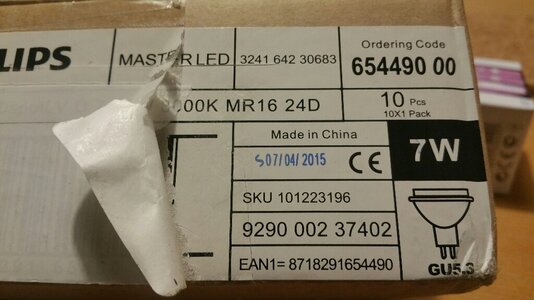 LIPS
MASTER LED
3241 642 30683
Ordering Code
654490 00
000K MR16 24D
10 Pcs
10X1 Pack
Made in China
S07/04/2015
CE
7W
SKU 101223196
9290 002 37402
EAN1= 8718291654490
GU5.3